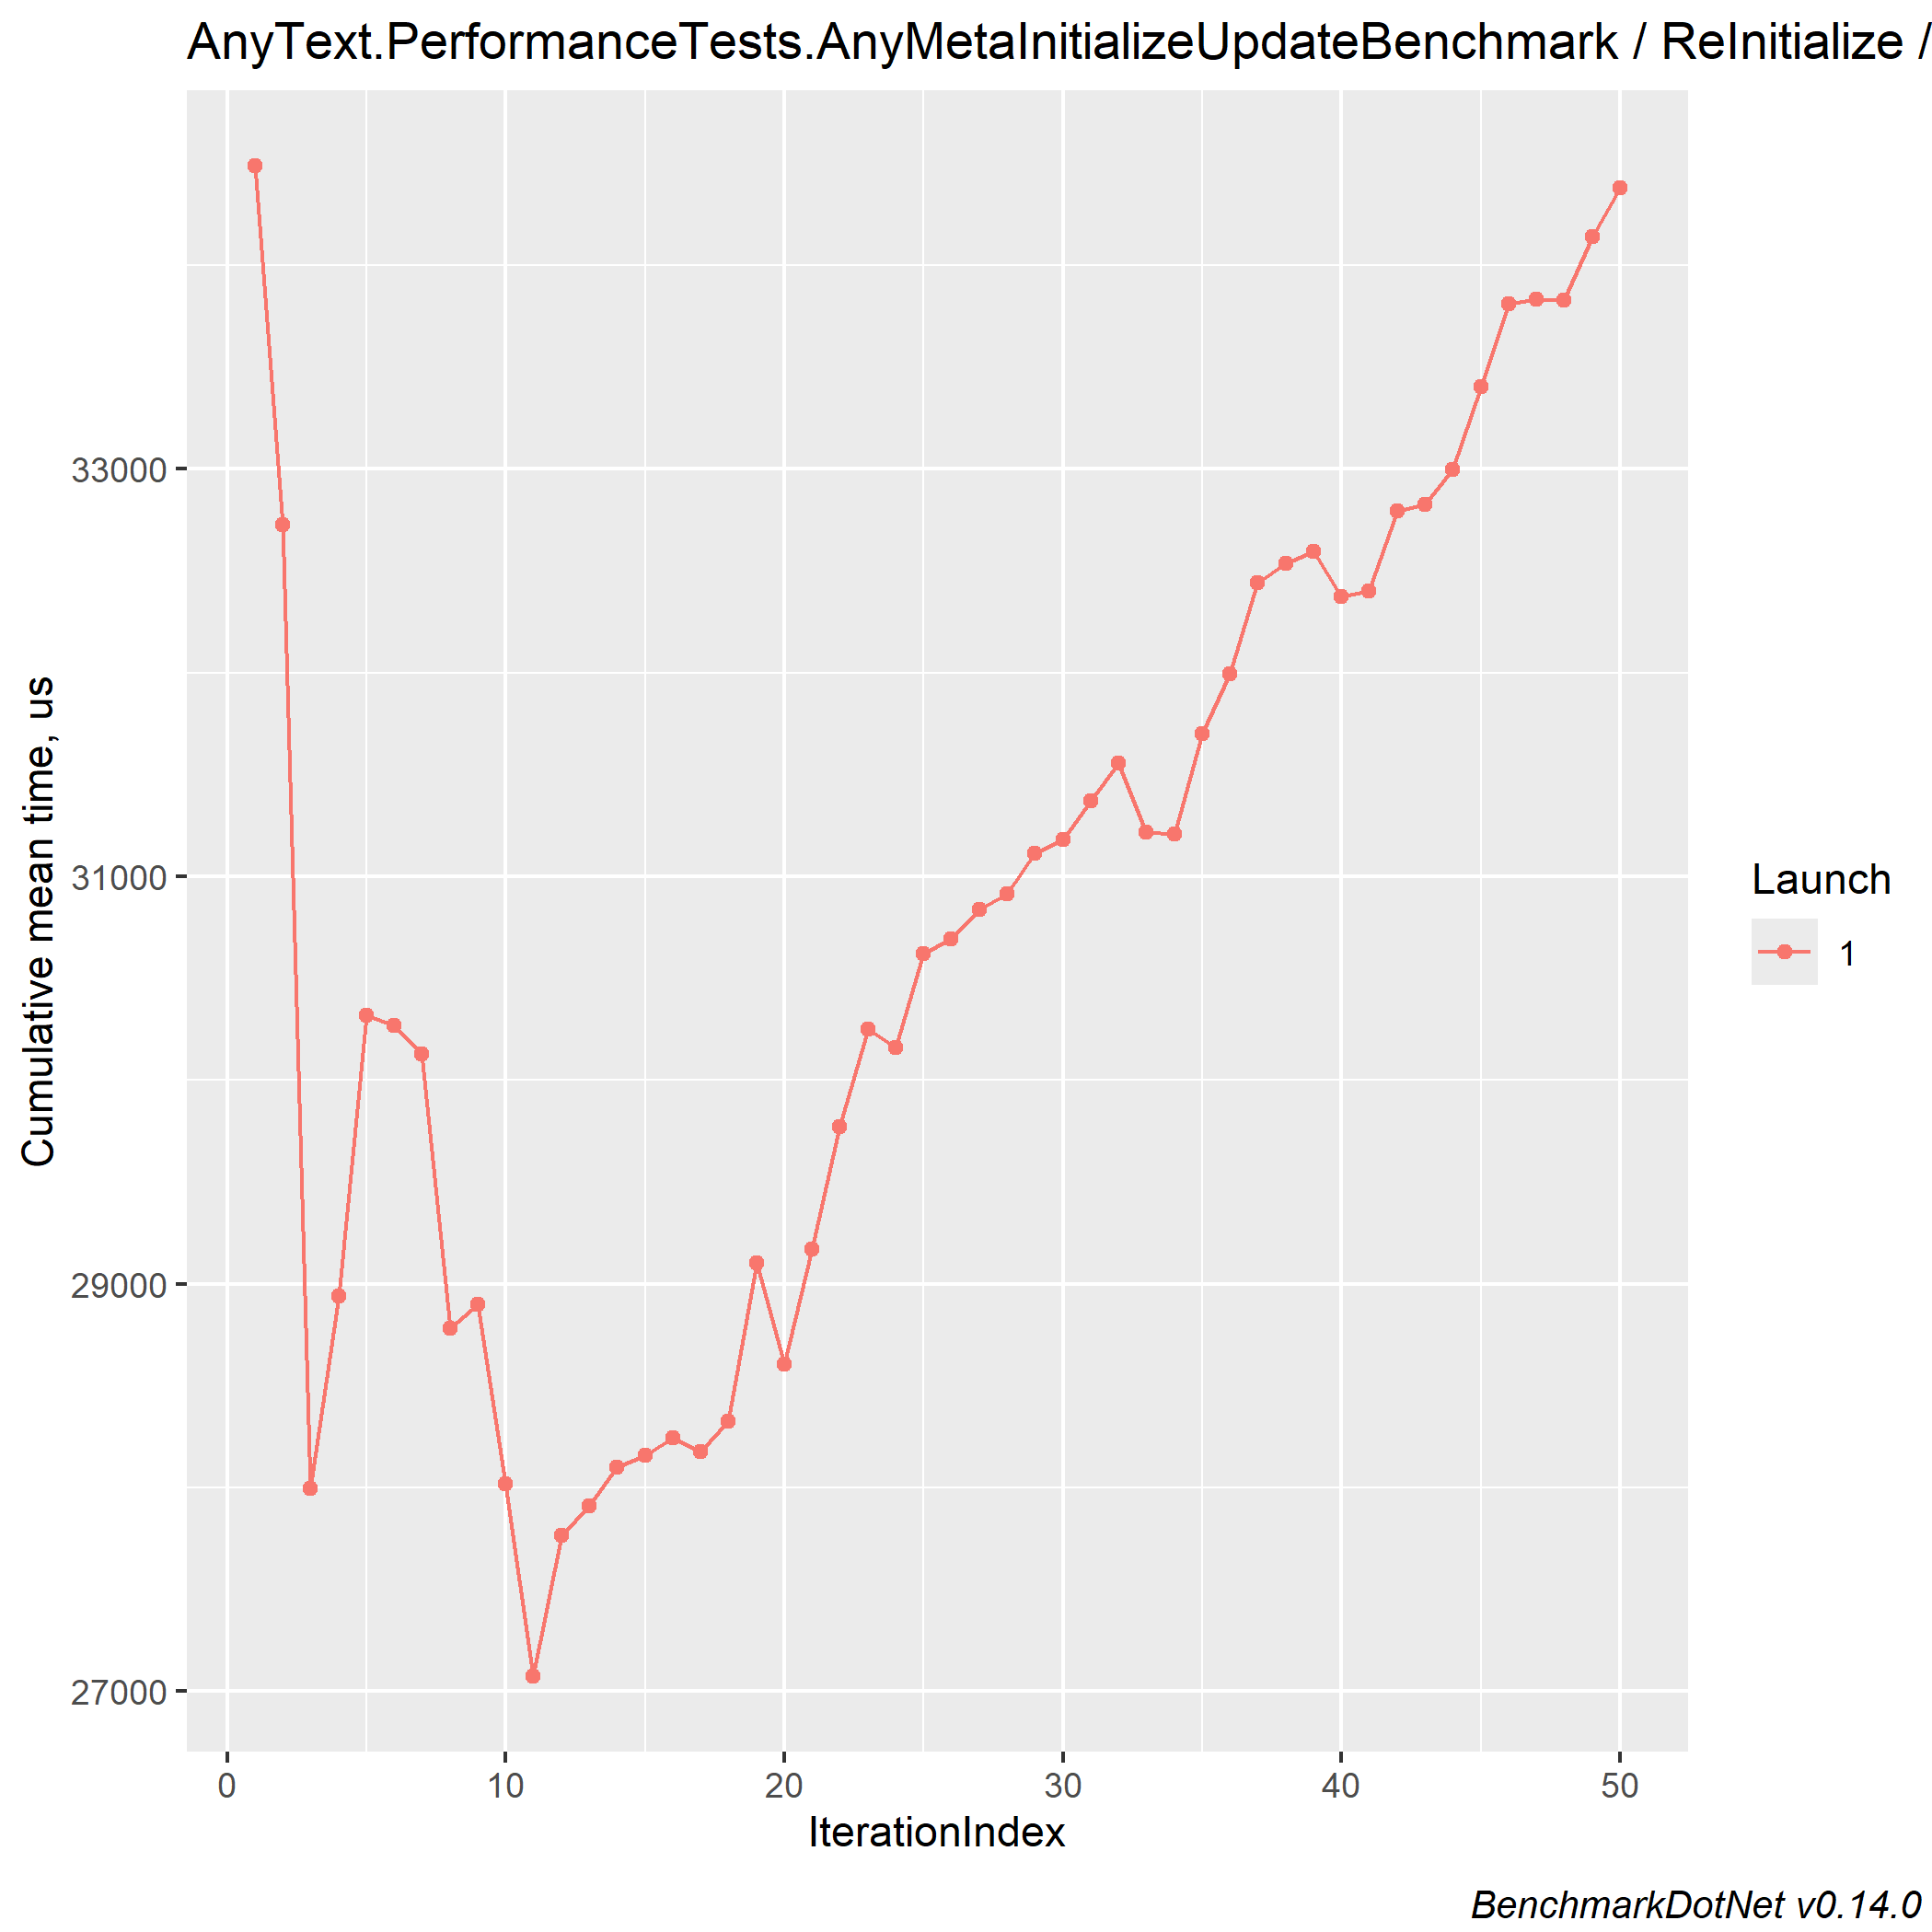 AnyText.PerformanceTests.AnyMetaInitializeUpdateBenchmark / ReInitialize /
Cumulative mean time, us
33000
31000
29000
27000
0 10 20 30 40 50
IterationIndex
Launch
1
BenchmarkDotNet v0.14.0